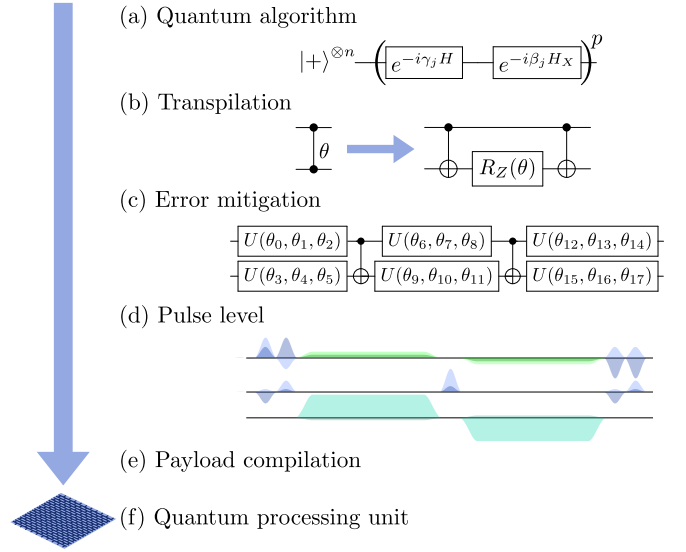 (a) Quantum algorithm
|+⟩^{⊗n} ( e^{−iγ_j H} e^{−iβ_j H_X} )^p
(b) Transpilation
θ
R_Z(θ)
(c) Error mitigation
U(θ_0, θ_1, θ_2) U(θ_6, θ_7, θ_8) U(θ_12, θ_13, θ_14)
U(θ_3, θ_4, θ_5) U(θ_9, θ_10, θ_11) U(θ_15, θ_16, θ_17)
(d) Pulse level
(e) Payload compilation
(f) Quantum processing unit